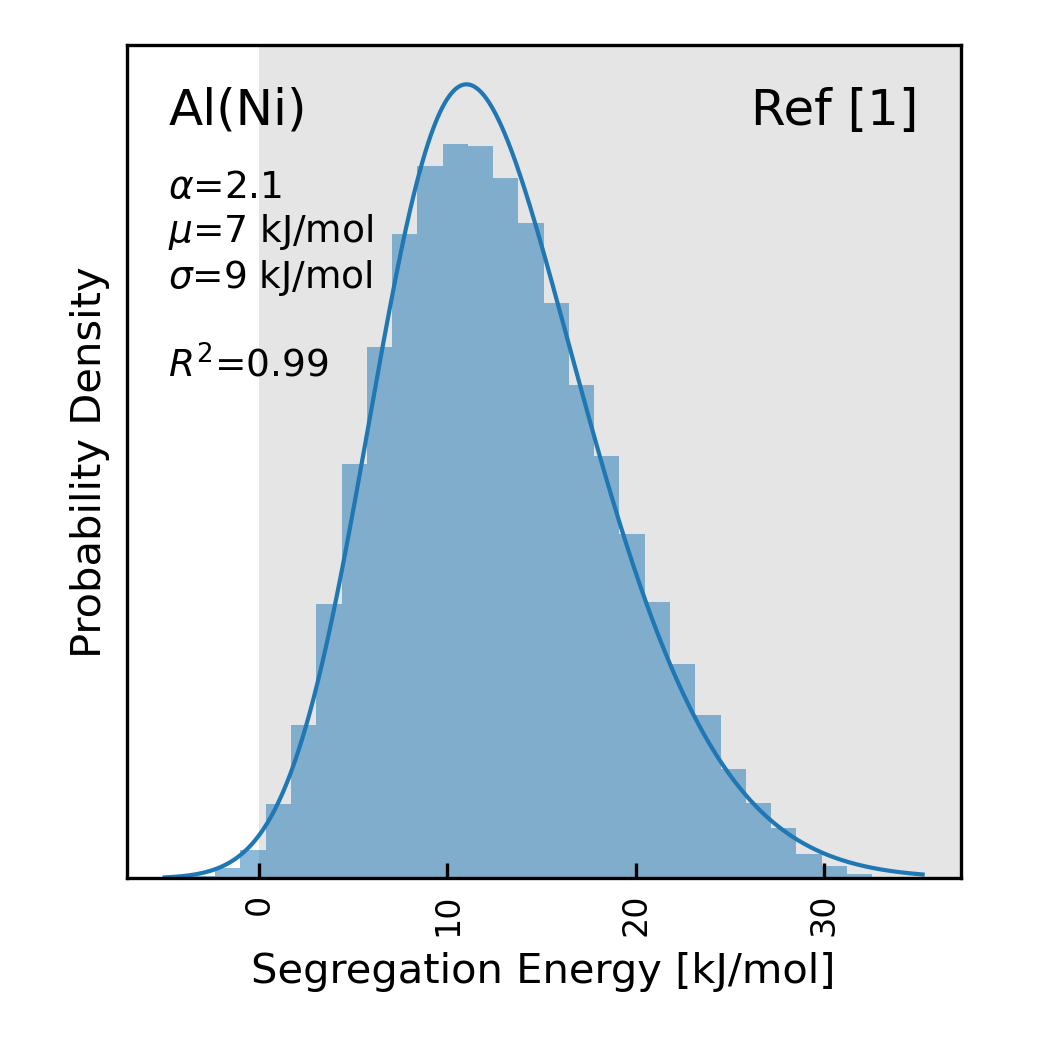 Al(Ni)
Ref [1]
α=2.1
μ=7 kJ/mol
σ=9 kJ/mol
R²=0.99
Probability Density
0
10
20
30
Segregation Energy [kJ/mol]